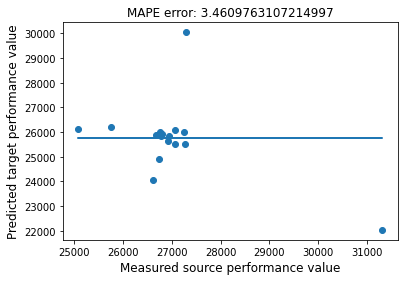 MAPE error: 3.4609763107214997
Predicted target performance value
30000
29000
28000
27000
26000
25000
24000
23000
22000
25000 26000 27000 28000 29000 30000 31000
Measured source performance value